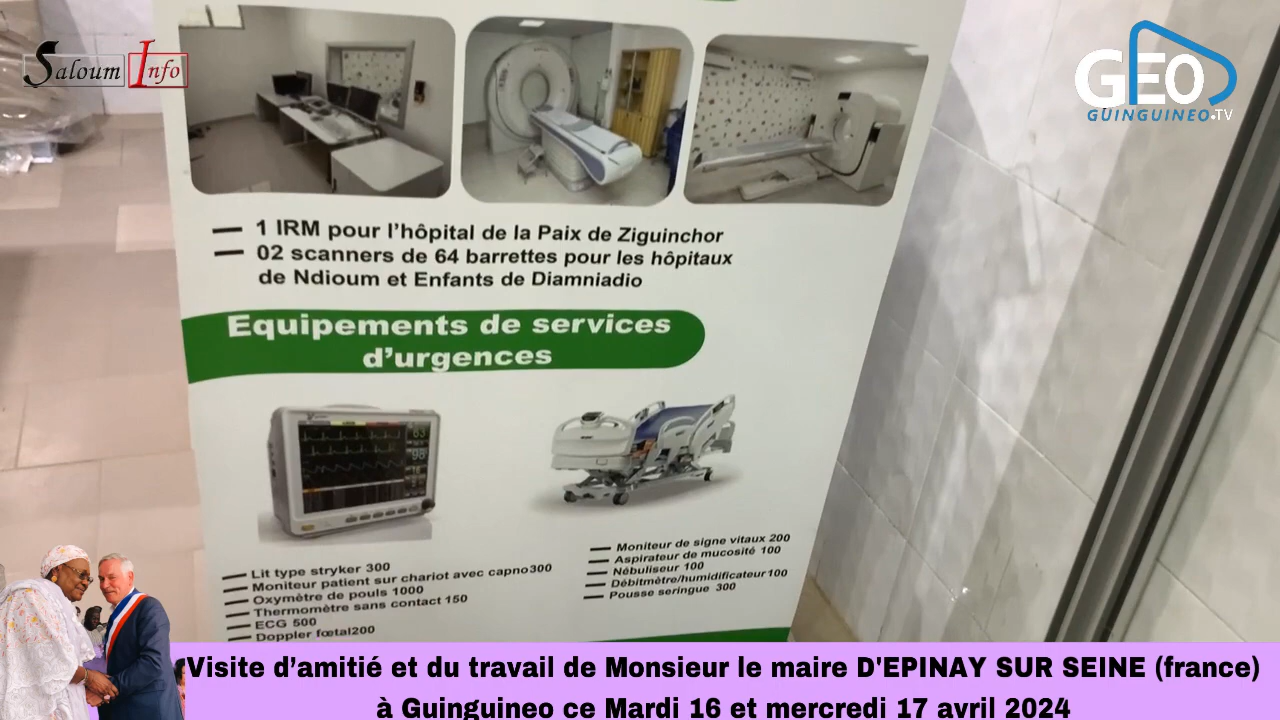 Saloum Info
GEO
GUINGUINEO.TV
1 IRM pour l'hôpital de la Paix de Ziguinchor
02 scanners de 64 barrettes pour les hôpitaux
de Ndioum et Enfants de Diamniadio
Equipements de services
d'urgences
Lit type stryker 300
Moniteur patient sur chariot avec capno300
Oxymètre de pouls 1000
Thermomètre sans contact 150
ECG 500
Doppler fœtal200
Moniteur de signe vitaux 200
Aspirateur de mucosité 100
Nébuliseur 100
Débitmètre/humidificateur100
Pousse seringue 300
Visite d'amitié et du travail de Monsieur le maire D'EPINAY SUR SEINE (france)
à Guinguineo ce Mardi 16 et mercredi 17 avril 2024